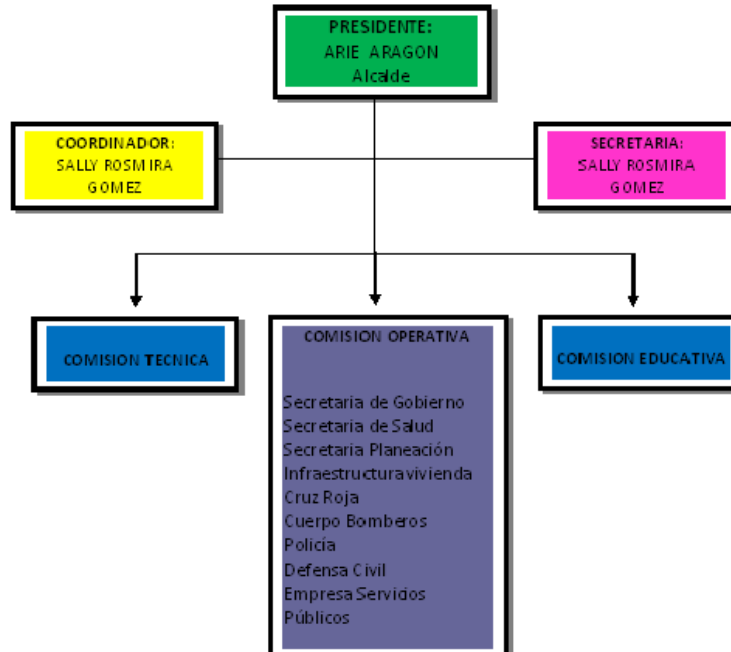 PRESIDENTE:
ARIE ARAGON
Alcalde
COORDINADOR:
SALLY ROSMIRA
GOMEZ
SECRETARIA:
SALLY ROSMIRA
GOMEZ
COMISION TECNICA
COMISION OPERATIVA
Secretaria de Gobierno
Secretaria de Salud
Secretaria Planeación
Infraestructura vivienda
Cruz Roja
Cuerpo Bomberos
Policía
Defensa Civil
Empresa Servicios
Públicos
COMISION EDUCATIVA